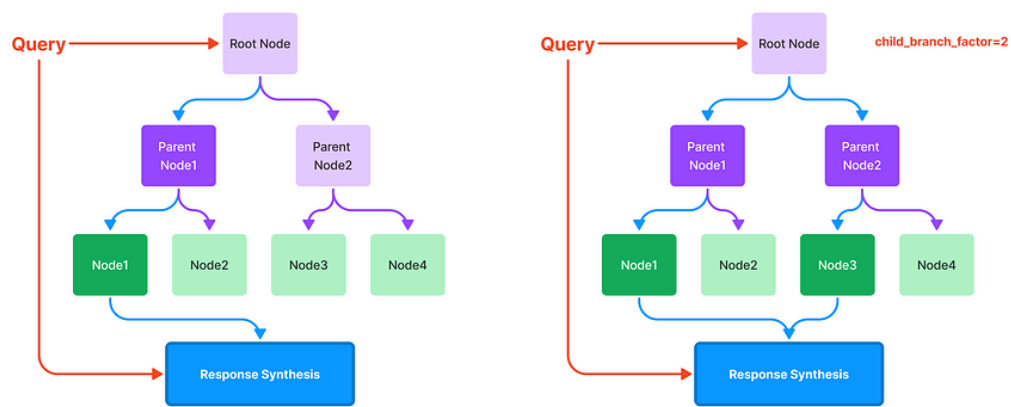 Query
Root Node
Parent
Node1
Parent
Node2
Node1
Node2
Node3
Node4
Response Synthesis
Query
Root Node
child_branch_factor=2
Parent
Node1
Parent
Node2
Node1
Node2
Node3
Node4
Response Synthesis